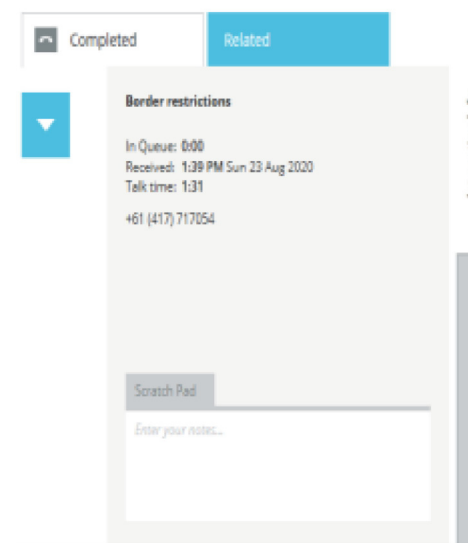 Completed
Related
Border restrictions
In Queue: 0:00
Received: 1:39 PM Sun 23 Aug 2020
Talk time: 1:31
+61 (417) 717054
Scratch Pad
Enter your notes...